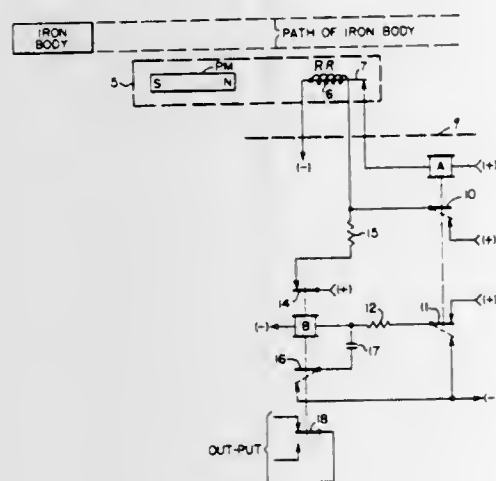 IRON BODY
PATH OF IRON BODY
PM
5
S N
RR
7
6
9
(-)
A
(+)
10
(+)
15
14
(+)
(+)
(-)
B
12
11
16
17
(-
18
OUT-PUT